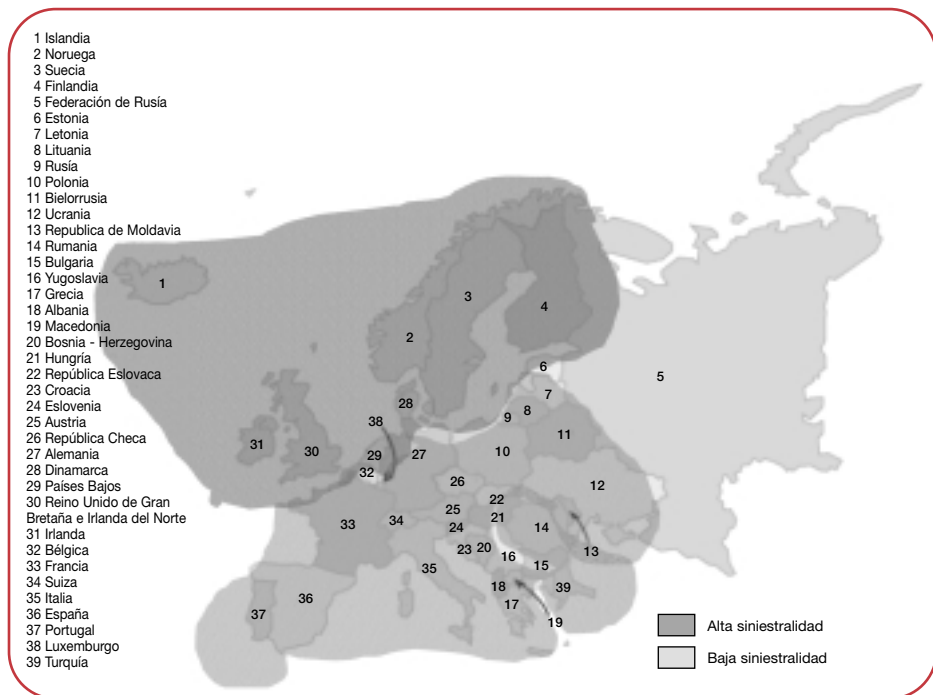 1 Islandia
2 Noruega
3 Suecia
4 Finlandia
5 Federación de Rusía
6 Estonia
7 Letonia
8 Lituania
9 Rusía
10 Polonia
11 Bielorrusia
12 Ucrania
13 Republica de Moldavia
14 Rumania
15 Bulgaria
16 Yugoslavia
17 Grecia
18 Albania
19 Macedonia
20 Bosnia - Herzegovina
21 Hungría
22 República Eslovaca
23 Croacia
24 Eslovenia
25 Austria
26 República Checa
27 Alemania
28 Dinamarca
29 Países Bajos
30 Reino Unido de Gran
Bretaña e Irlanda del Norte
31 Irlanda
32 Bélgica
33 Francia
34 Suiza
35 Italia
36 España
37 Portugal
38 Luxemburgo
39 Turquía
1
3
4
2
6
5
7
28
8
9
38
11
31
30
29
27
10
32
26
12
22
25
21
33
34
24
14
23
20
16
13
15
35
18
39
36
17
37
19
Alta siniestralidad
Baja siniestralidad